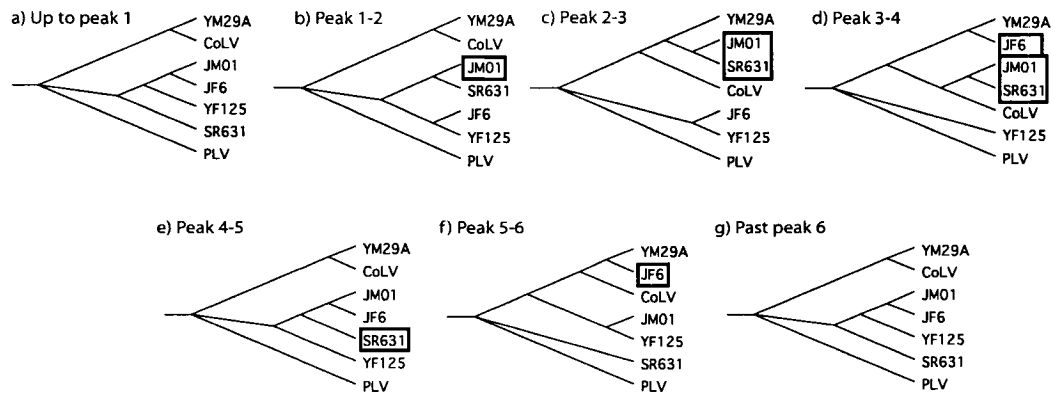 a) Up to peak 1
YM29A
CoLV
JM01
JF6
YF125
SR631
PLV
b) Peak 1-2
YM29A
CoLV
JM01
SR631
JF6
YF125
PLV
c) Peak 2-3
YM29A
JM01
SR631
CoLV
JF6
YF125
PLV
d) Peak 3-4
YM29A
JF6
JM01
SR631
CoLV
YF125
PLV
e) Peak 4-5
YM29A
CoLV
JM01
JF6
SR631
YF125
PLV
f) Peak 5-6
YM29A
JF6
CoLV
JM01
YF125
SR631
PLV
g) Past peak 6
YM29A
CoLV
JM01
JF6
YF125
SR631
PLV